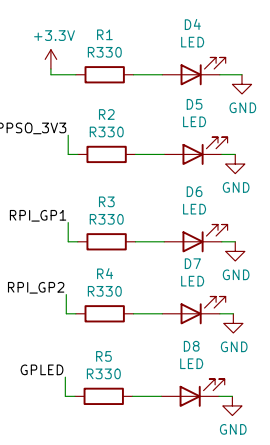 +3.3V
R1
R330
D4
LED
GND
PPSO_3V3
R2
R330
D5
LED
GND
RPI_GP1
R3
R330
D6
LED
GND
RPI_GP2
R4
R330
D7
LED
GND
GPLED
R5
R330
D8
LED
GND